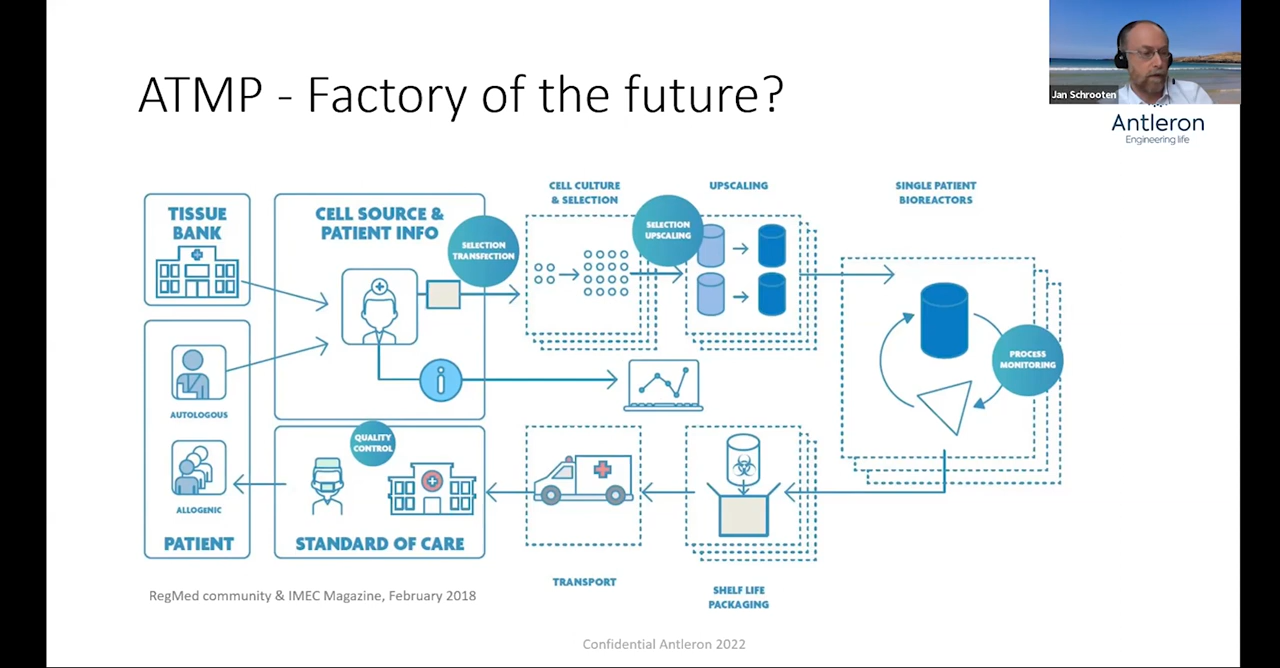 ATMP - Factory of the future?
Jan Schrooten
Antleron
Engineering life
TISSUE
BANK
CELL SOURCE &
PATIENT INFO
SELECTION
TRANSFECTION
CELL CULTURE
& SELECTION
SELECTION
UPSCALING
UPSCALING
SINGLE PATIENT
BIOREACTORS
PROCESS
MONITORING
AUTOLOGOUS
ALLOGENIC
PATIENT
QUALITY
CONTROL
STANDARD OF CARE
TRANSPORT
SHELF LIFE
PACKAGING
RegMed community & IMEC Magazine, February 2018
Confidential Antleron 2022